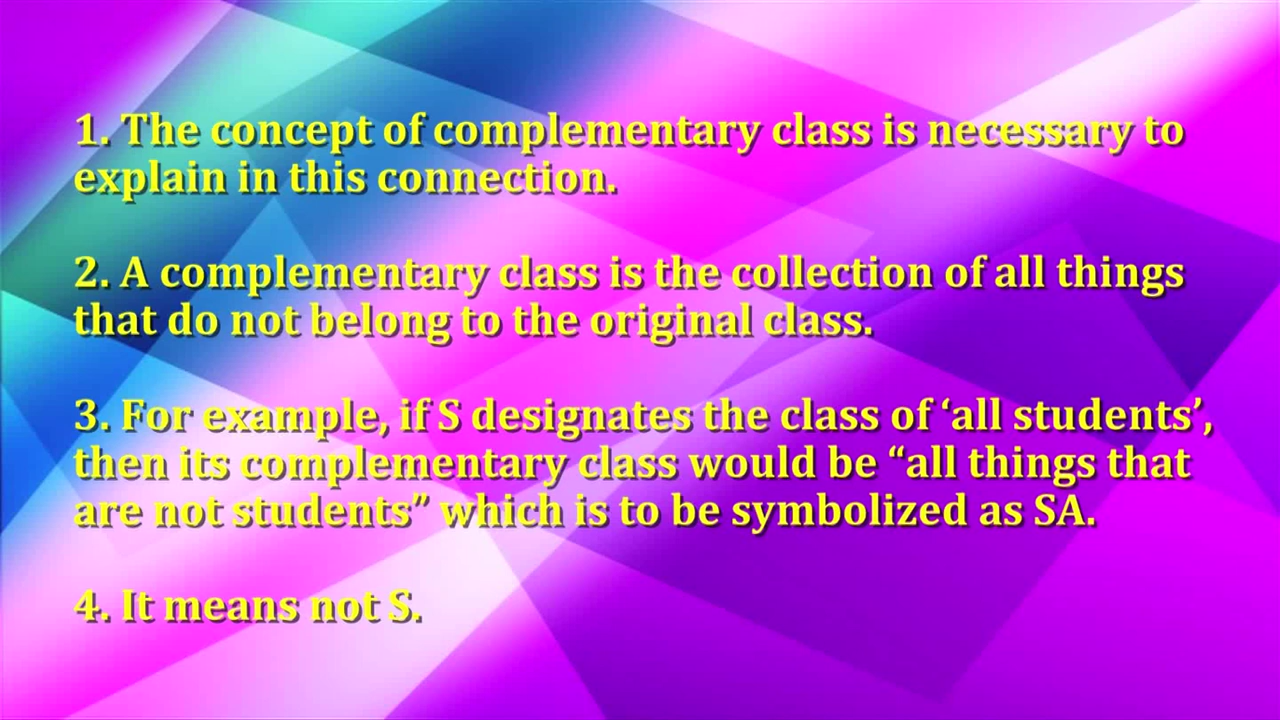 1. The concept of complementary class is necessary to
explain in this connection.
2. A complementary class is the collection of all things
that do not belong to the original class.
3. For example, if S designates the class of ‘all students’,
then its complementary class would be “all things that
are not students” which is to be symbolized as SA.
4. It means not S.